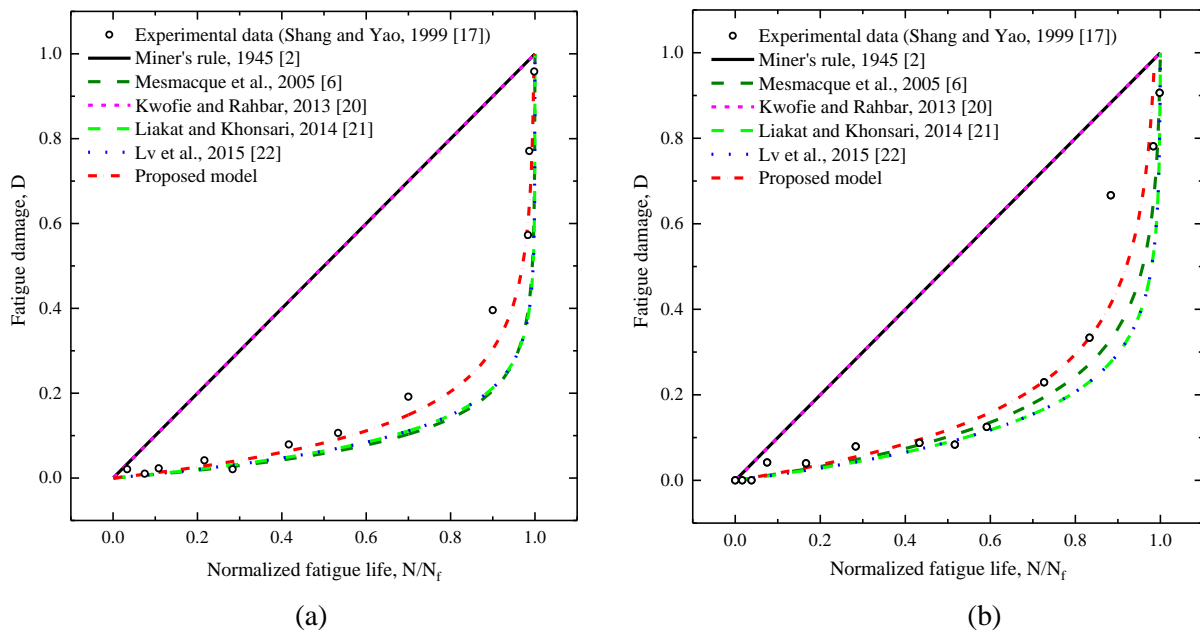 Experimental data (Shang and Yao, 1999 [17])
Miner's rule, 1945 [2]
Mesmacque et al., 2005 [6]
Kwofie and Rahbar, 2013 [20]
Liakat and Khonsari, 2014 [21]
Lv et al., 2015 [22]
Proposed model
1.0
0.8
0.6
0.4
0.2
0.0
Fatigue damage, D
0.0 0.2 0.4 0.6 0.8 1.0
Normalized fatigue life, N/Nf
(a)
Experimental data (Shang and Yao, 1999 [17])
Miner's rule, 1945 [2]
Mesmacque et al., 2005 [6]
Kwofie and Rahbar, 2013 [20]
Liakat and Khonsari, 2014 [21]
Lv et al., 2015 [22]
Proposed model
1.0
0.8
0.6
0.4
0.2
0.0
Fatigue damage, D
0.0 0.2 0.4 0.6 0.8 1.0
Normalized fatigue life, N/Nf
(b)